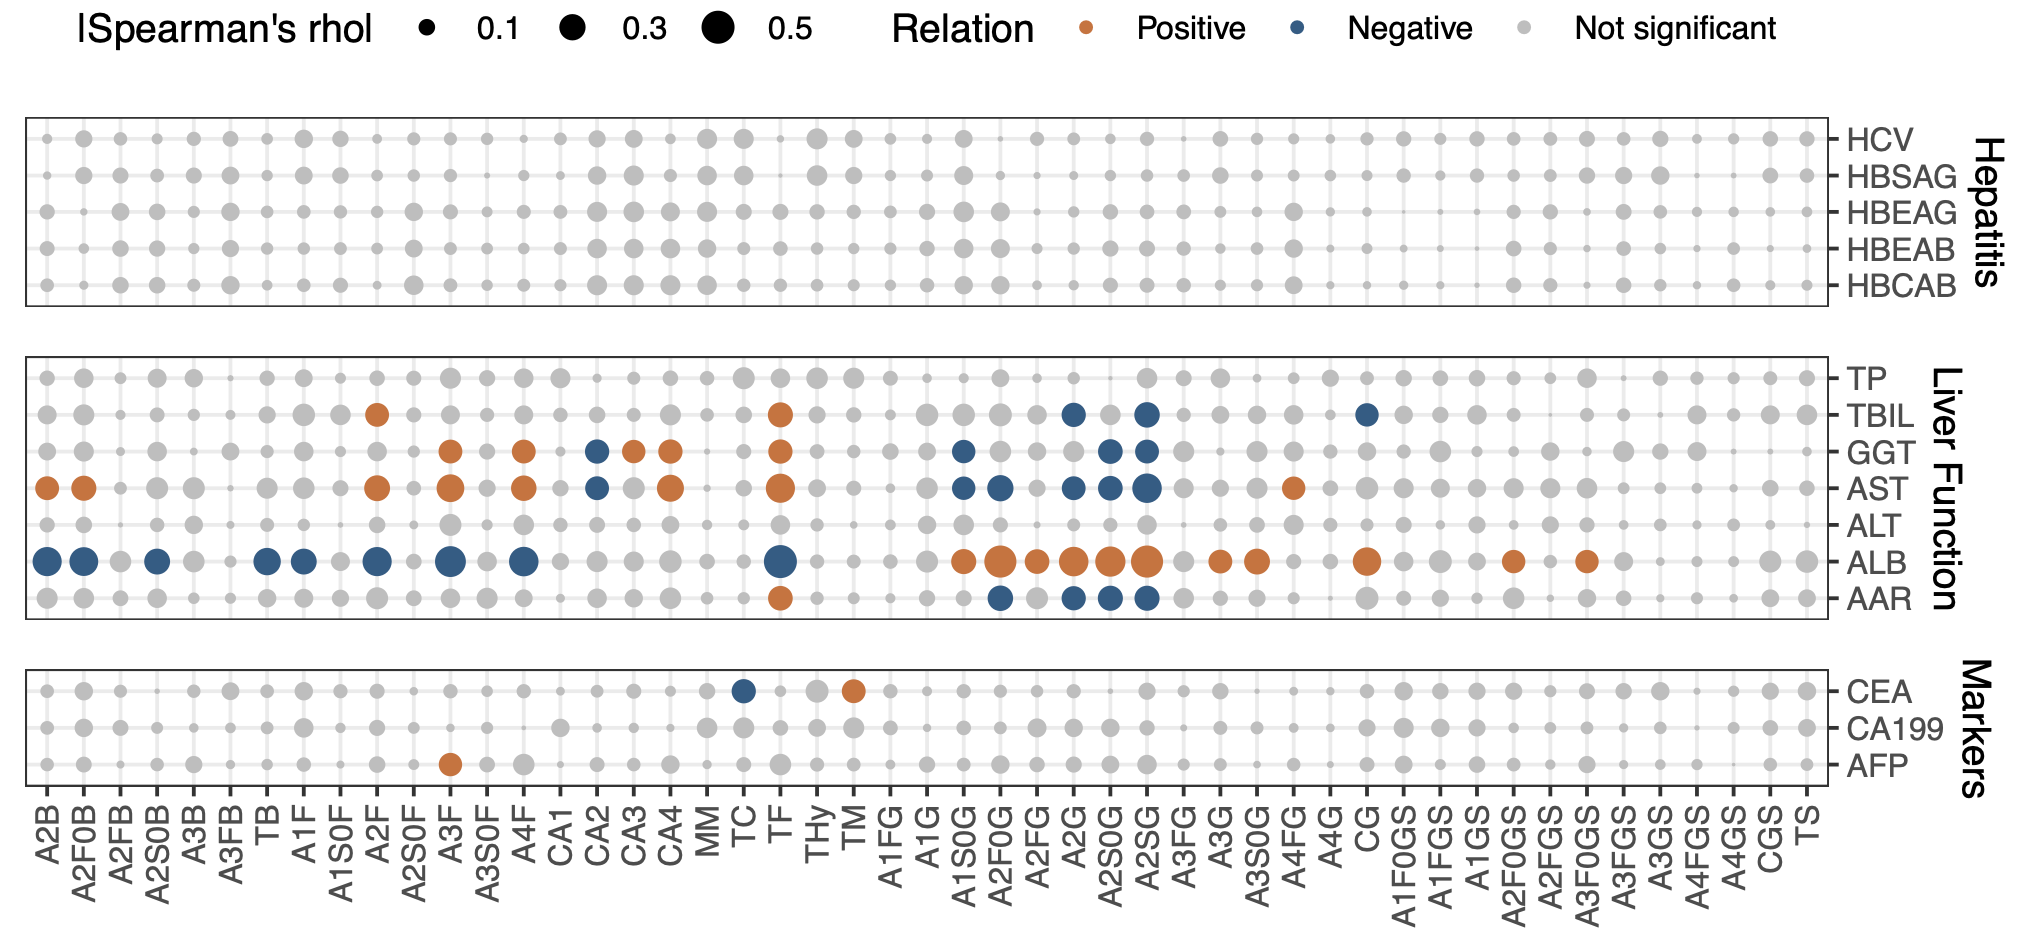 |Spearman's rho| 0.1 0.3 0.5 Relation Positive Negative Not significant
HCV
HBSAG
HBEAG
HBEAB
HBCAB
Hepatitis
TP
TBIL
GGT
AST
ALT
ALB
AAR
Liver Function
CEA
CA199
AFP
Markers
A2B
A2F0B
A2FB
A2S0B
A3B
A3FB
TB
A1F
A1S0F
A2F
A2S0F
A3F
A3S0F
A4F
CA1
CA2
CA3
CA4
MM
TC
TF
THy
TM
A1FG
A1G
A1S0G
A2F0G
A2FG
A2G
A2S0G
A2SG
A3FG
A3G
A3S0G
A4FG
A4G
CG
A1F0GS
A1FGS
A1GS
A2F0GS
A2FGS
A3F0GS
A3FGS
A3GS
A4FGS
A4GS
CGS
TS